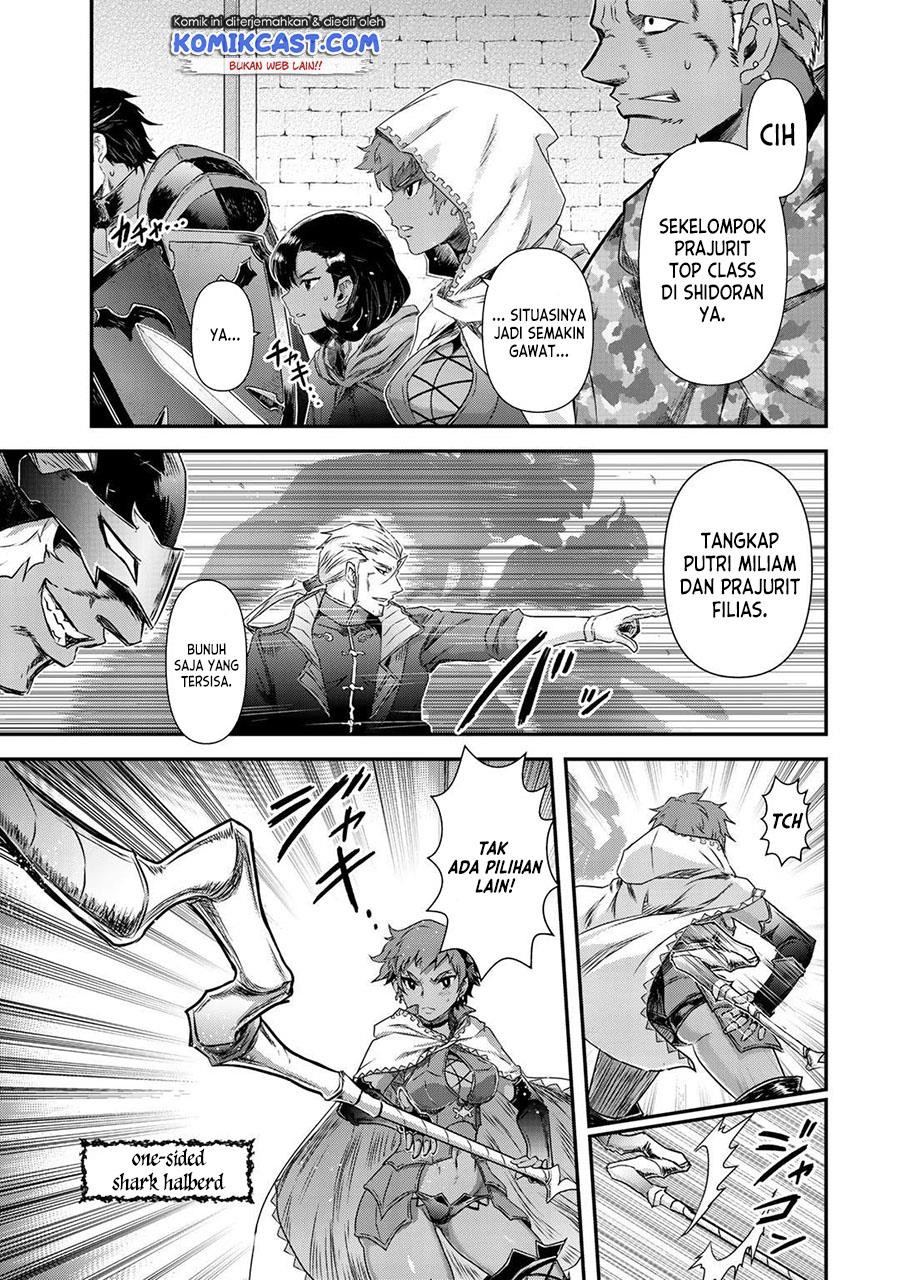 Komik ini diterjemahkan & diedit oleh
KOMIKCAST.COM
BUKAN WEB LAIN!!
CIH
SEKELOMPOK
PRAJURIT
TOP CLASS
DI SHIDORAN
YA.
... SITUASINYA
JADI SEMAKIN
GAWAT...
YA...
ガチャ...
チャキ...
TANGKAP
PUTRI MILIAM
DAN PRAJURIT
FILIAS.
BUNUH
SAJA YANG
TERSISA.
バッ
TCH
ジャコン
TAK
ADA PILIHAN
LAIN!
ジャキ...
one-sided
shark halberd